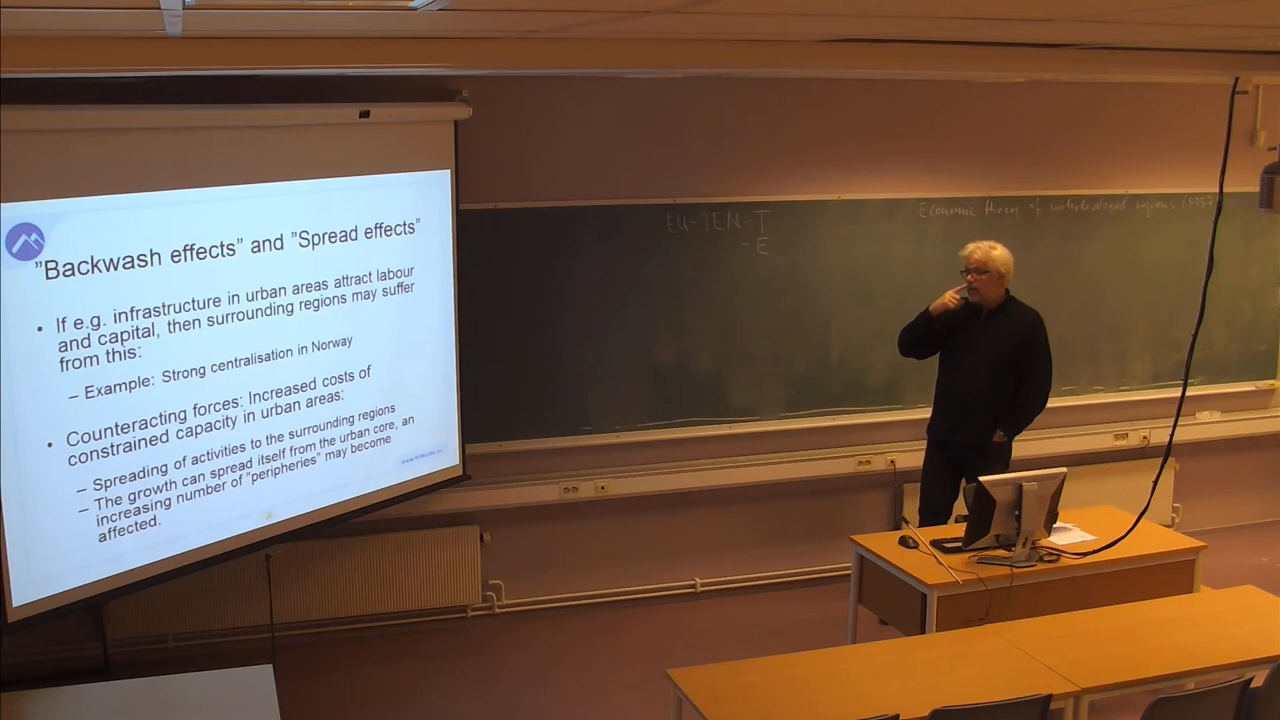 "Backwash effects" and "Spread effects"
• If e.g. infrastructure in urban areas attract labour
and capital, then surrounding regions may suffer
from this:
– Example: Strong centralisation in Norway
• Counteracting forces: Increased costs of
constrained capacity in urban areas:
– Spreading of activities to the surrounding regions
– The growth can spread itself from the urban core, an
increasing number of "peripheries" may become
affected.
EU-TEN-T
-E
Economic theory of underdeveloped regions (1957